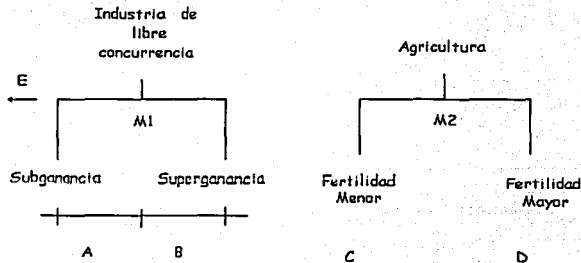 Industria de
libre
concurrencia
E
M1
Subganancia
Superganancia
A
B
Agricultura
M2
Fertilidad
Menor
Fertilidad
Mayor
C
D